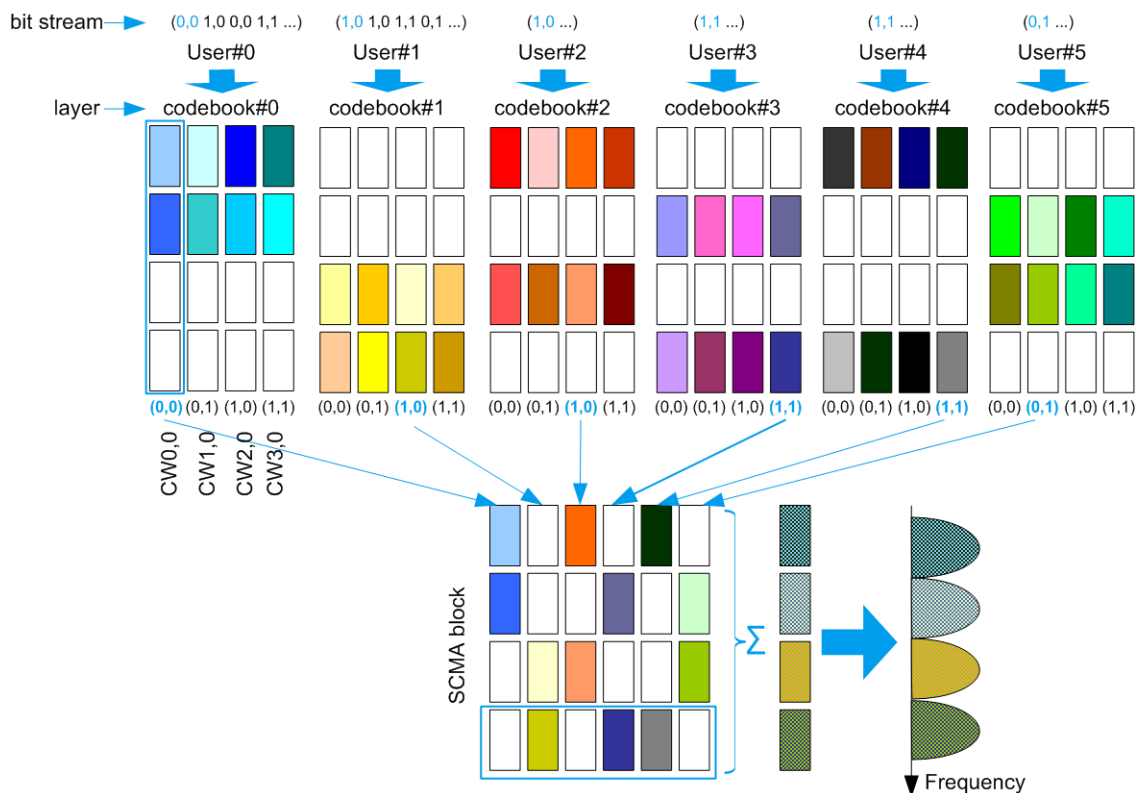 bit stream (0,0 1,0 0,0 1,1 ...) (1,0 1,0 1,1 0,1 ...) (1,0 ...) (1,1 ...) (1,1 ...) (0,1 ...)
User#0 User#1 User#2 User#3 User#4 User#5
layer codebook#0 codebook#1 codebook#2 codebook#3 codebook#4 codebook#5
(0,0) (0,1) (1,0) (1,1) (0,0) (0,1) (1,0) (1,1) (0,0) (0,1) (1,0) (1,1) (0,0) (0,1) (1,0) (1,1) (0,0) (0,1) (1,0) (1,1) (0,0) (0,1) (1,0) (1,1)
CW0,0
CW1,0
CW2,0
CW3,0
SCMA block
Σ
Frequency